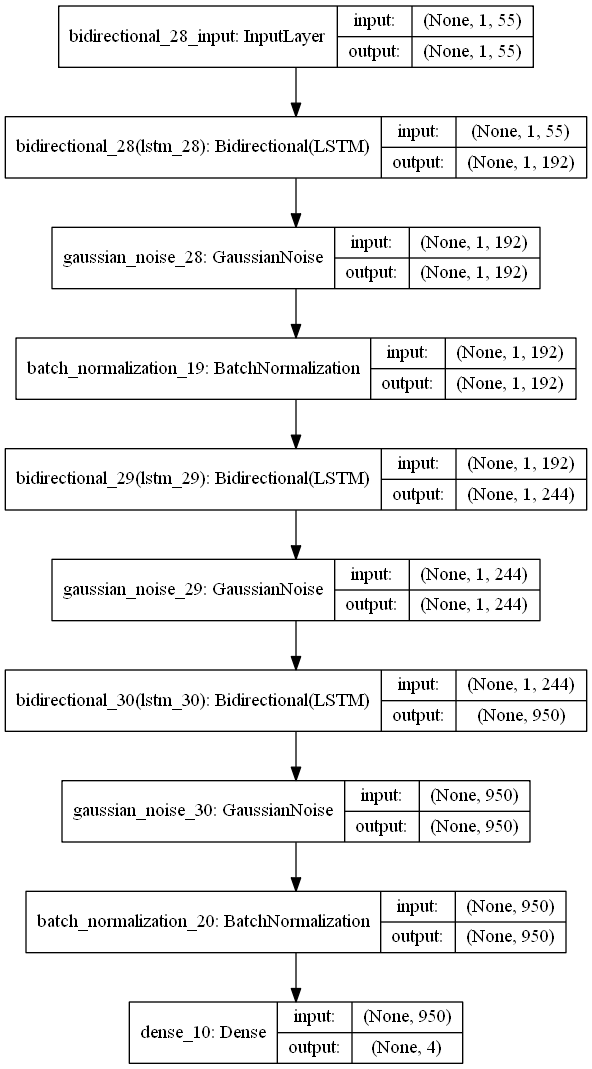 bidirectional_28_input: InputLayer
input: (None, 1, 55)
output: (None, 1, 55)
bidirectional_28(lstm_28): Bidirectional(LSTM)
input: (None, 1, 55)
output: (None, 1, 192)
gaussian_noise_28: GaussianNoise
input: (None, 1, 192)
output: (None, 1, 192)
batch_normalization_19: BatchNormalization
input: (None, 1, 192)
output: (None, 1, 192)
bidirectional_29(lstm_29): Bidirectional(LSTM)
input: (None, 1, 192)
output: (None, 1, 244)
gaussian_noise_29: GaussianNoise
input: (None, 1, 244)
output: (None, 1, 244)
bidirectional_30(lstm_30): Bidirectional(LSTM)
input: (None, 1, 244)
output: (None, 950)
gaussian_noise_30: GaussianNoise
input: (None, 950)
output: (None, 950)
batch_normalization_20: BatchNormalization
input: (None, 950)
output: (None, 950)
dense_10: Dense
input: (None, 950)
output: (None, 4)